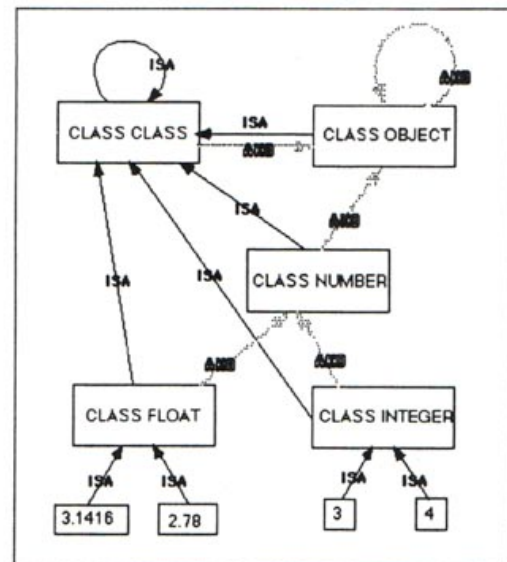 ISA
AKO
CLASS CLASS
ISA
AKO
CLASS OBJECT
ISA
AKO
CLASS NUMBER
ISA
ISA
AKO
AKO
CLASS FLOAT
CLASS INTEGER
ISA
ISA
ISA
ISA
3.1416
2.78
3
4